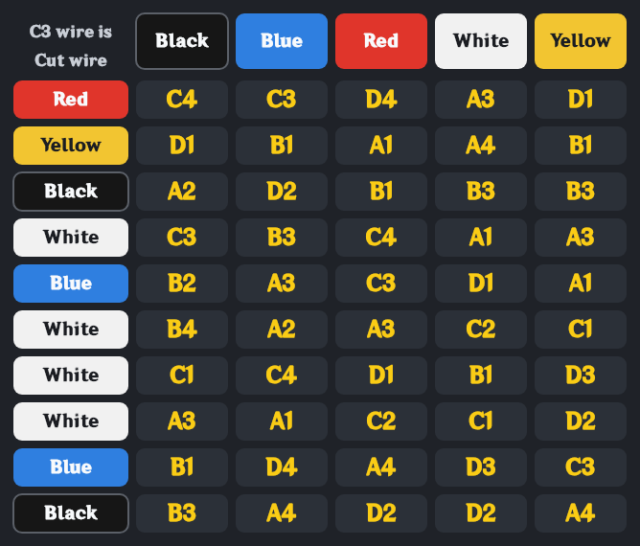 C3 wire is
Cut wire
Black Blue Red White Yellow
Red C4 C3 D4 A3 D1
Yellow D1 B1 A1 A4 B1
Black A2 D2 B1 B3 B3
White C3 B3 C4 A1 A3
Blue B2 A3 C3 D1 A1
White B4 A2 A3 C2 C1
White C1 C4 D1 B1 D3
White A3 A1 C2 C1 D2
Blue B1 D4 A4 D3 C3
Black B3 A4 D2 D2 A4